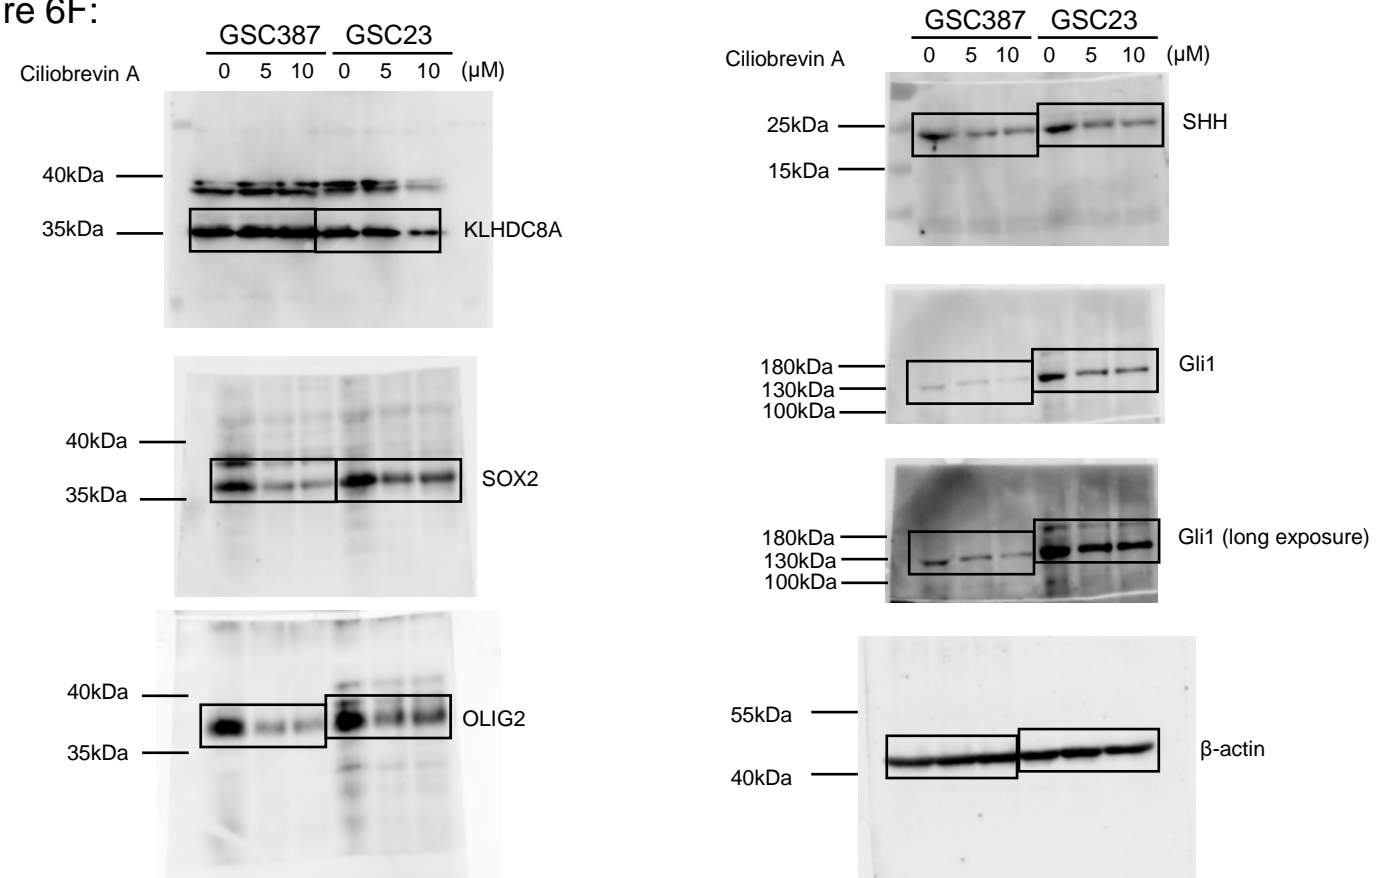 re 6F:
GSC387 GSC23
Ciliobrevin A 0 5 10 0 5 10 (µM)
40kDa
35kDa
KLHDC8A
40kDa
35kDa
SOX2
40kDa
35kDa
OLIG2
GSC387 GSC23
Ciliobrevin A 0 5 10 0 5 10 (µM)
25kDa
15kDa
SHH
180kDa
130kDa
100kDa
Gli1
180kDa
130kDa
100kDa
Gli1 (long exposure)
55kDa
40kDa
β-actin